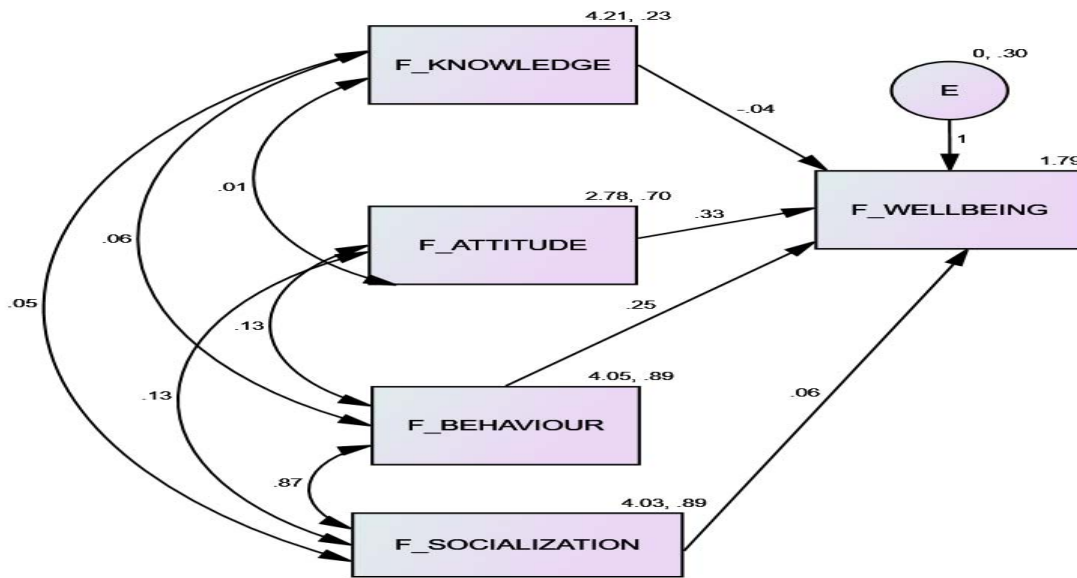 4.21, .23
F_KNOWLEDGE
0, .30
E
-.04
1
1.79
.01
2.78, .70
F_WELLBEING
.33
F_ATTITUDE
.06
.05
.25
.13
4.05, .89
.13
.06
F_BEHAVIOUR
.87
4.03, .89
F_SOCIALIZATION